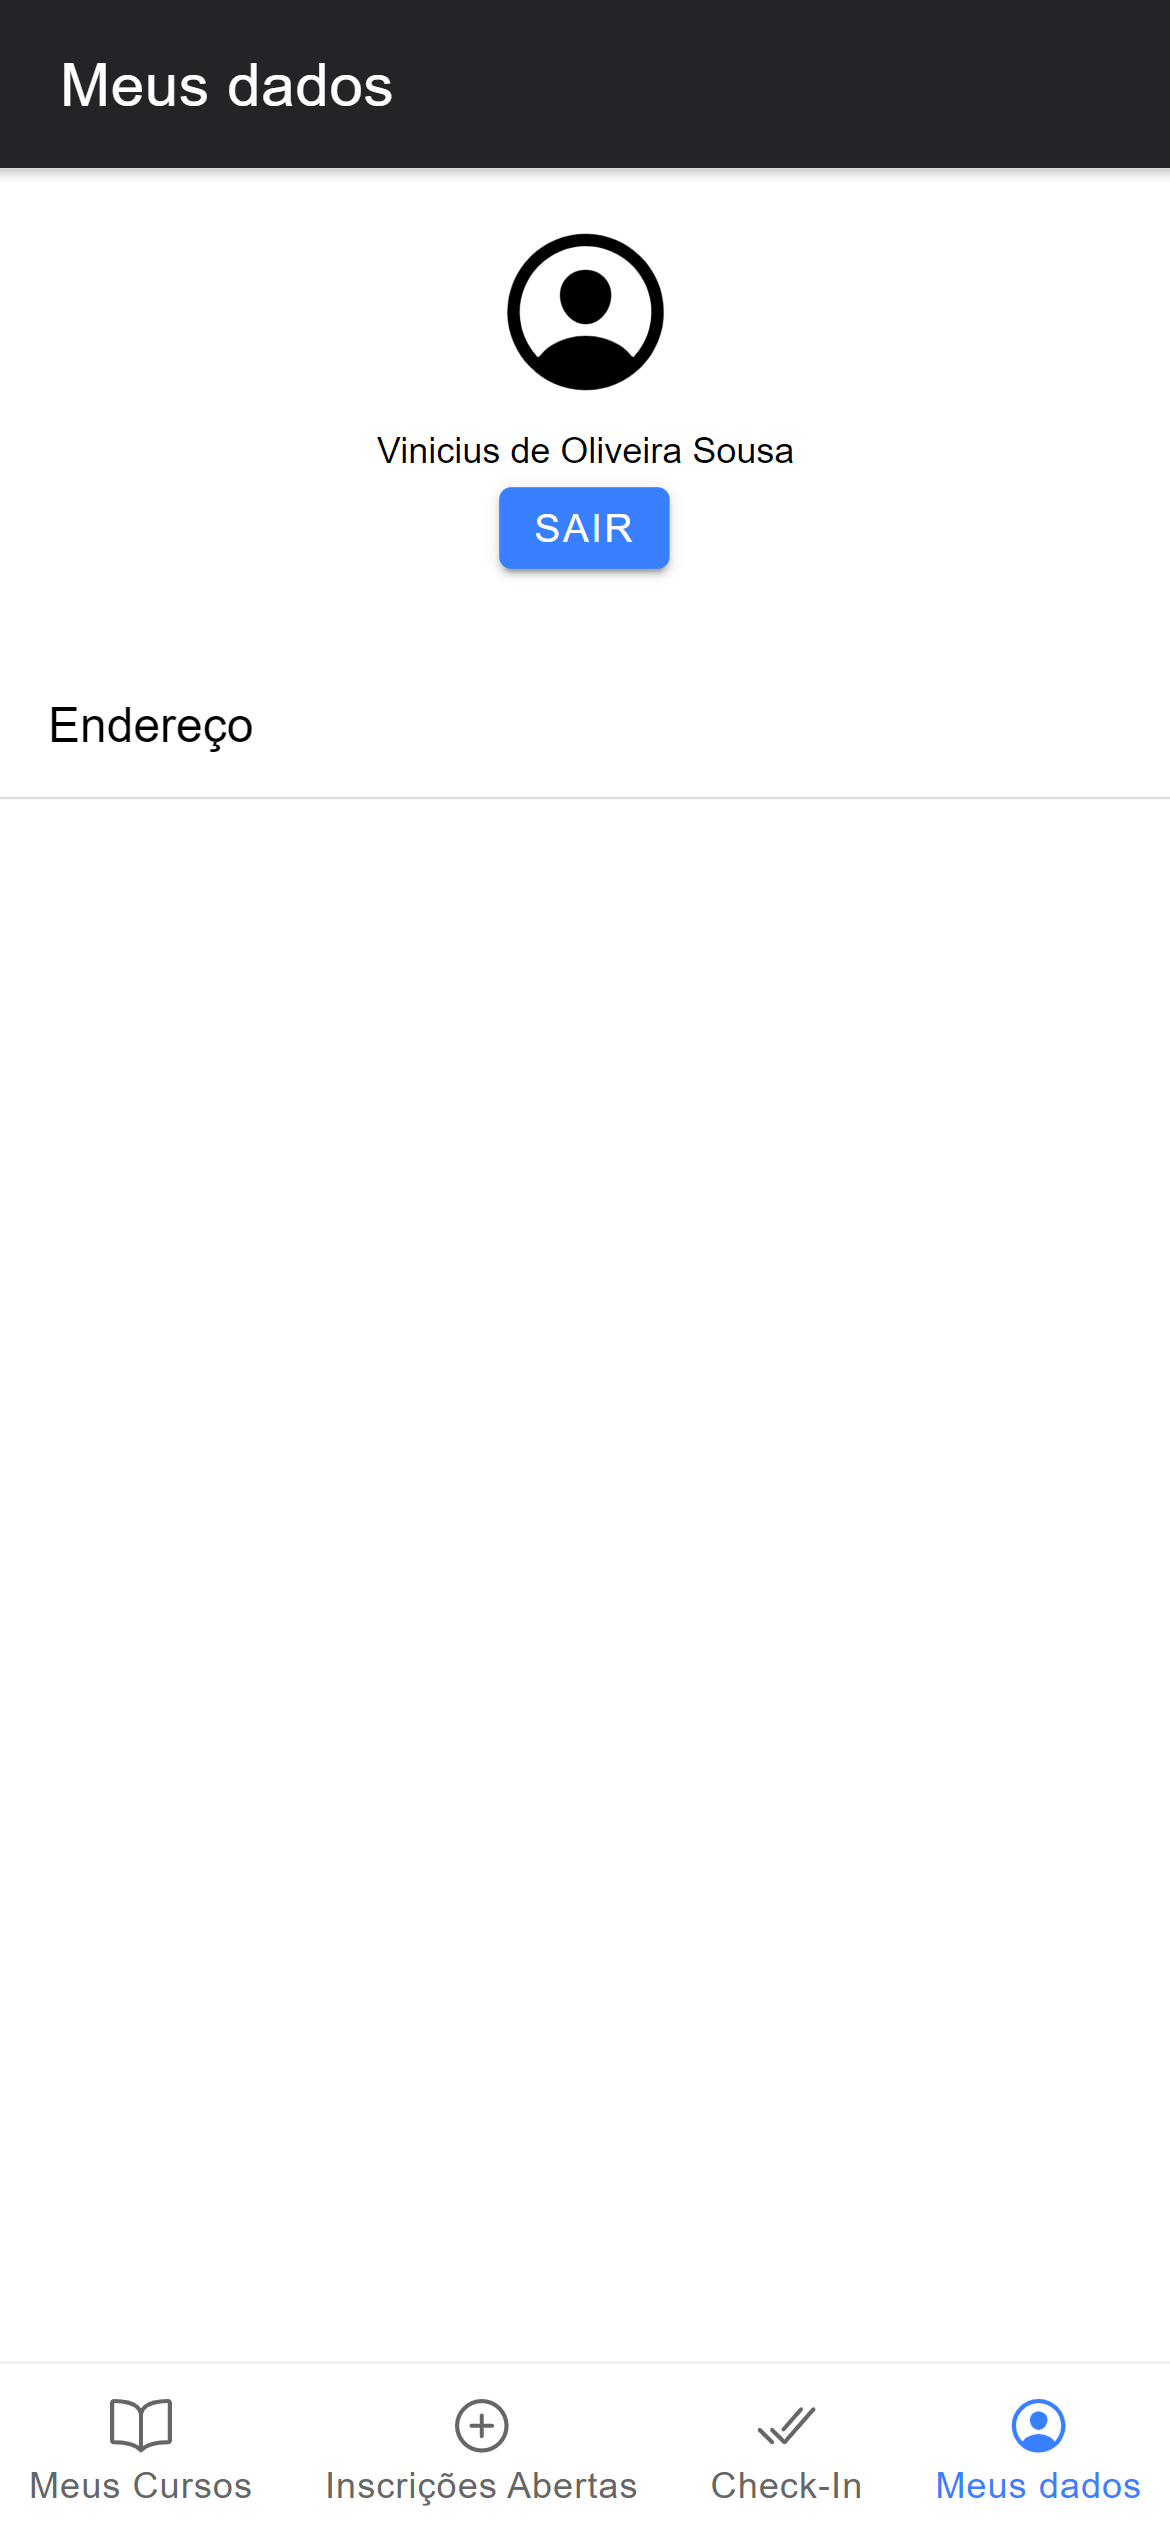 Meus dados
Vinicius de Oliveira Sousa
SAIR
Endereço
Meus Cursos
Inscrições Abertas
Check-In
Meus dados